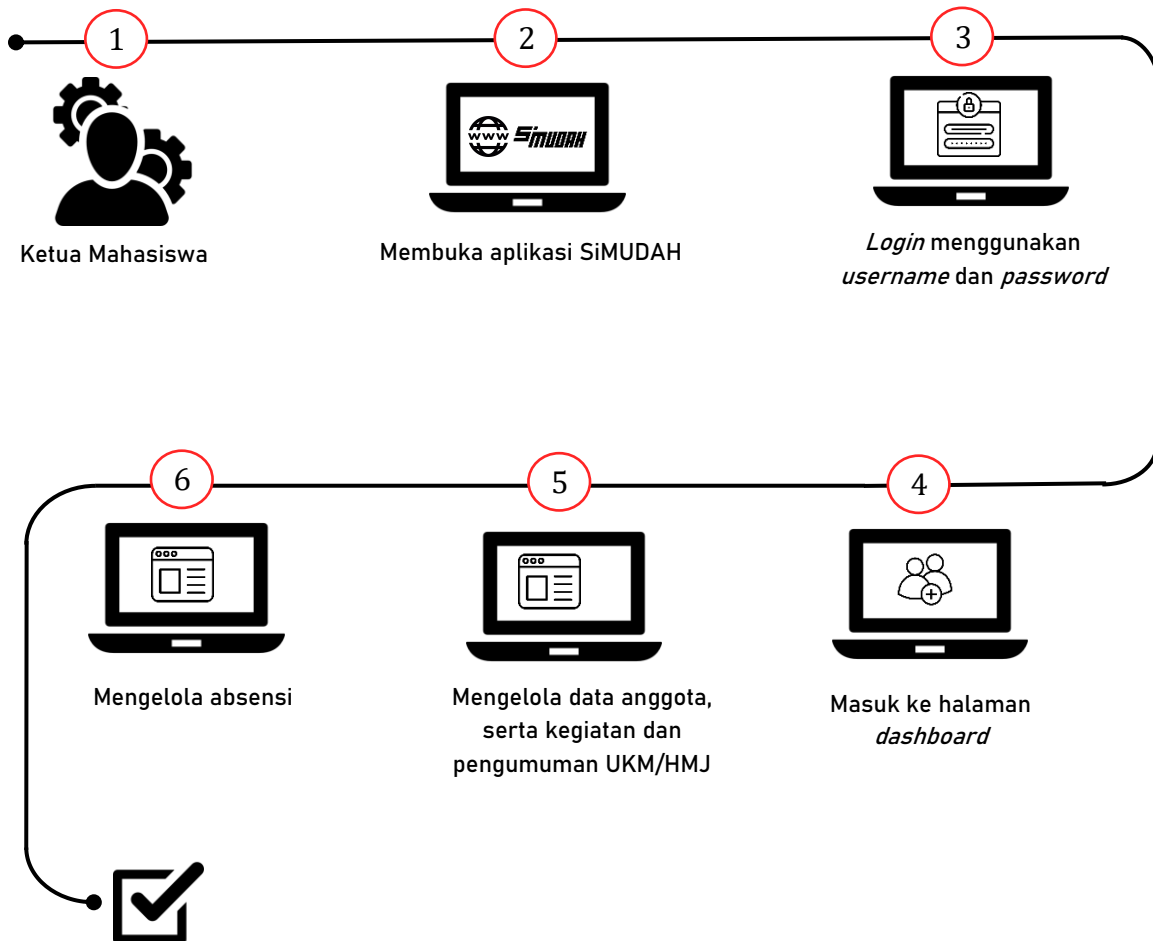 1
2
3
www SiMUDAH
Ketua Mahasiswa
Membuka aplikasi SiMUDAH
Login menggunakan
username dan password
6
5
4
Mengelola absensi
Mengelola data anggota,
serta kegiatan dan
pengumuman UKM/HMJ
Masuk ke halaman
dashboard